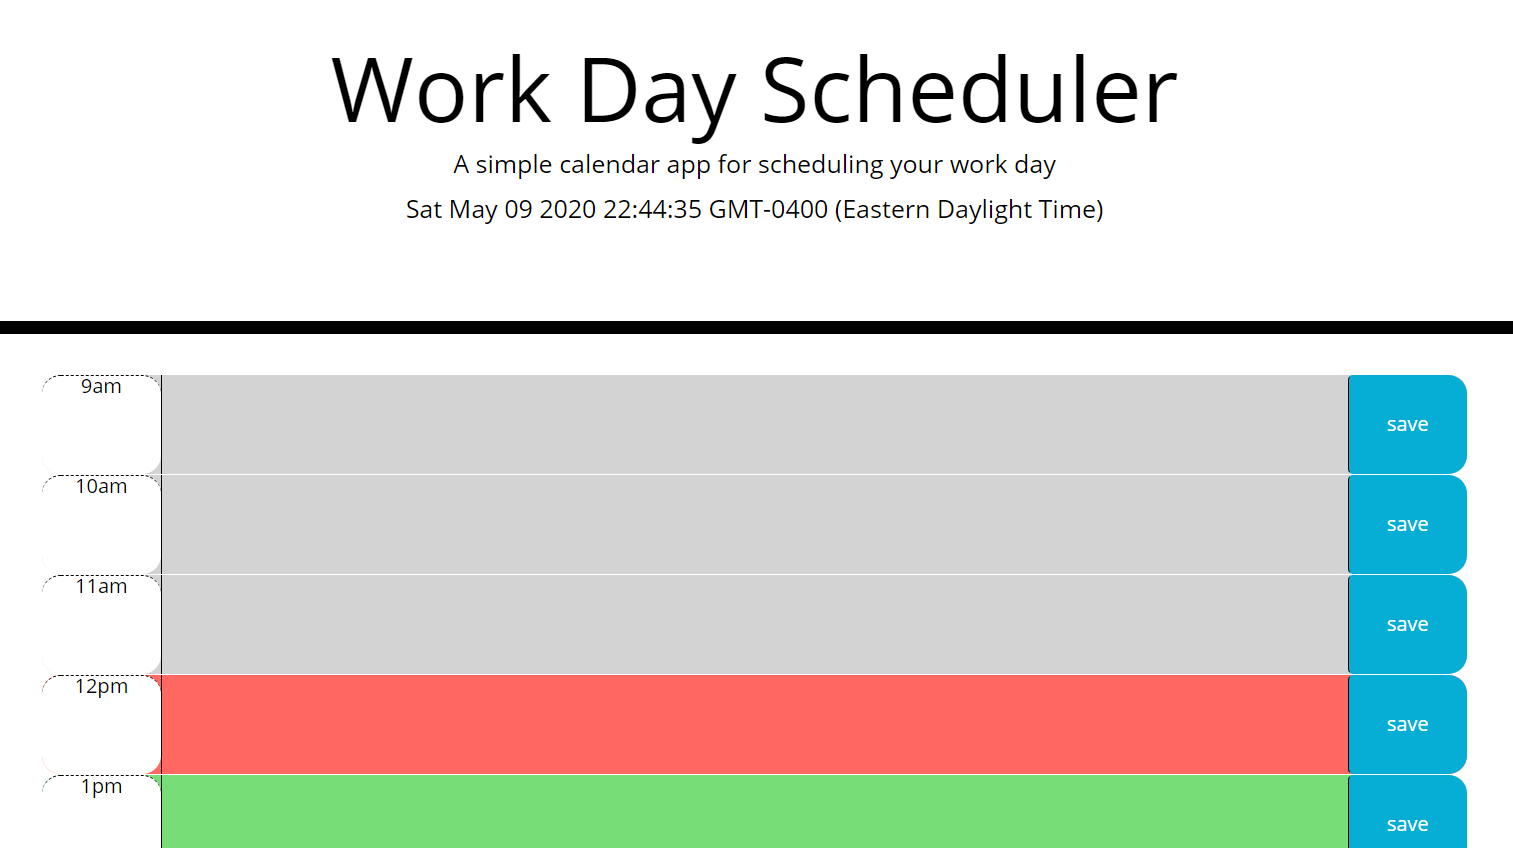 Work Day Scheduler
A simple calendar app for scheduling your work day
Sat May 09 2020 22:44:35 GMT-0400 (Eastern Daylight Time)
9am
save
10am
save
11am
save
12pm
save
1pm
save